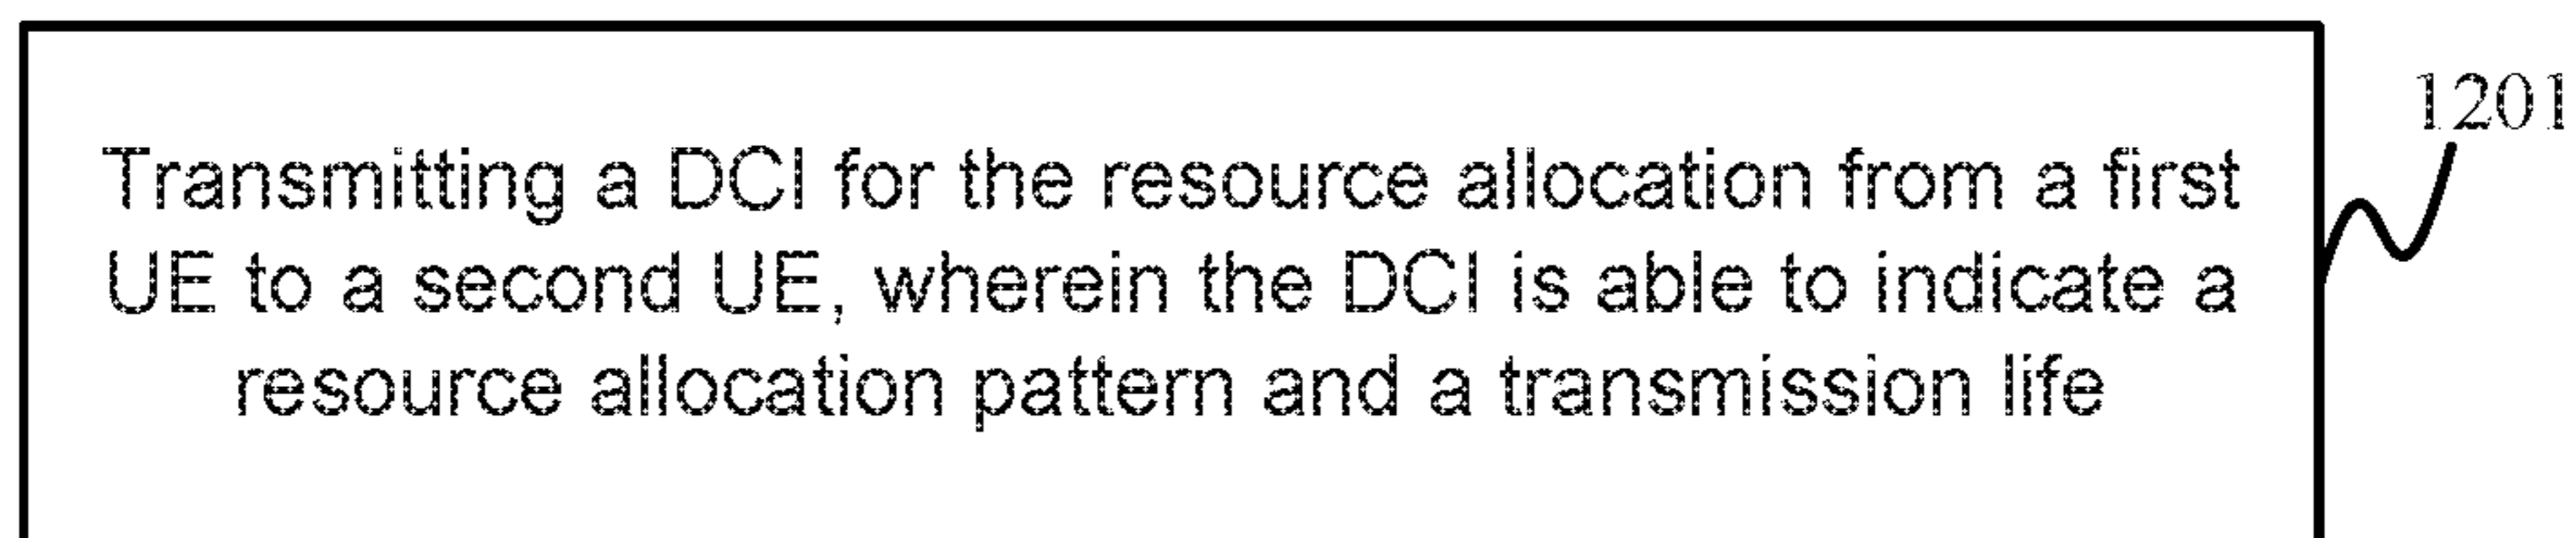 1201
Transmitting a DCI for the resource allocation from a first
UE to a second UE, wherein the DCI is able to indicate a
resource allocation pattern and a transmission life